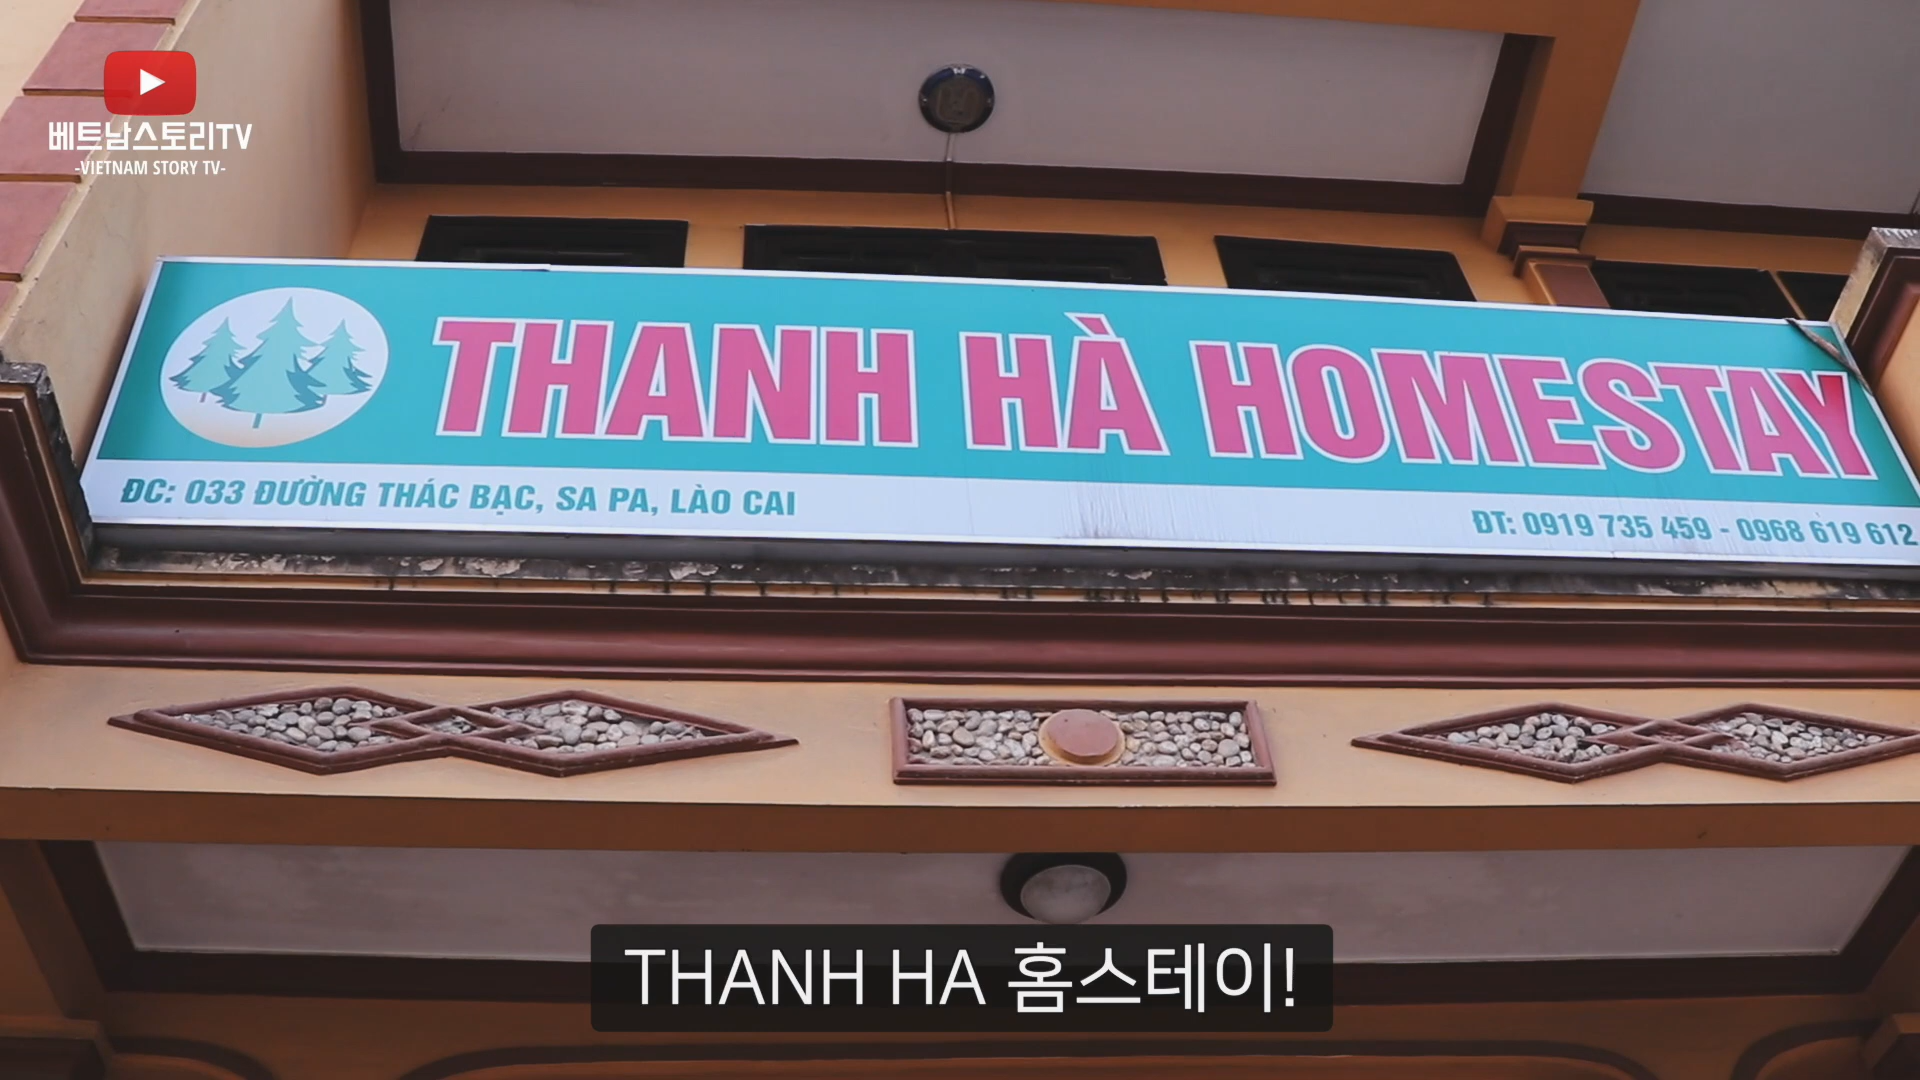 베트남스토리TV
-VIETNAM STORY TV-
THANH HÀ HOMESTAY
ĐC: 033 ĐƯỜNG THÁC BẠC, SA PA, LÀO CAI
ĐT: 0919 735 459 - 0968 619 612
THANH HA 홈스테이!